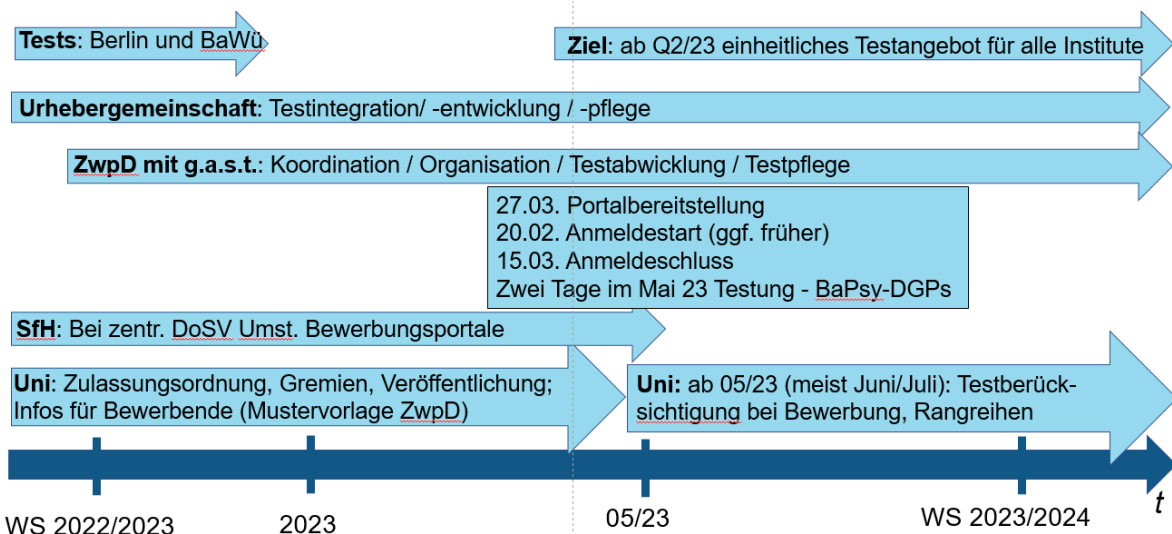 Tests: Berlin und BaWü
Ziel: ab Q2/23 einheitliches Testangebot für alle Institute
Urhebergemeinschaft: Testintegration/ -entwicklung / -pflege
ZwpD mit g.a.s.t.: Koordination / Organisation / Testabwicklung / Testpflege
27.03. Portalbereitstellung
20.02. Anmeldestart (ggf. früher)
15.03. Anmeldeschluss
Zwei Tage im Mai 23 Testung - BaPsy-DGPs
SfH: Bei zentr. DoSV Umst. Bewerbungsportale
Uni: Zulassungsordnung, Gremien, Veröffentlichung;
Infos für Bewerbende (Mustervorlage ZwpD)
Uni: ab 05/23 (meist Juni/Juli): Testberück-
sichtigung bei Bewerbung, Rangreihen
WS 2022/2023
2023
05/23
WS 2023/2024
t